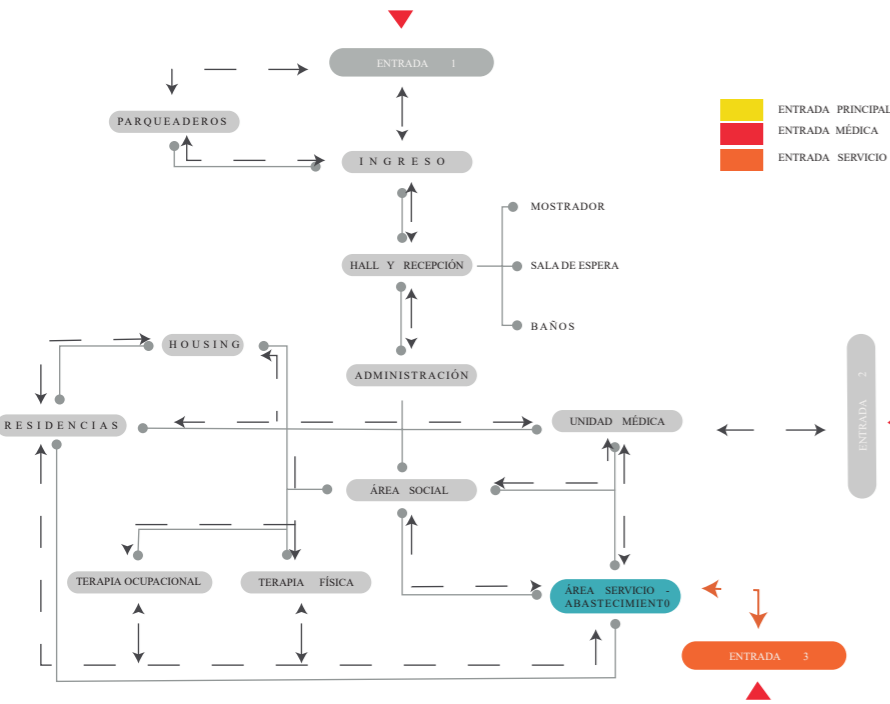 ENTRADA 1
ENTRADA PRINCIPAL
PARQUEADEROS
ENTRADA MÉDICA
INGRESO
ENTRADA SERVICIO
MOSTRADOR
HALL Y RECEPCIÓN
SALA DE ESPERA
BAÑOS
HOUSING
ADMINISTRACIÓN
RESIDENCIAS
UNIDAD MÉDICA
ENTRADA 2
ÁREA SOCIAL
TERAPIA OCUPACIONAL
TERAPIA FÍSICA
ÁREA SERVICIO -
ABASTECIMIENT0
ENTRADA 3